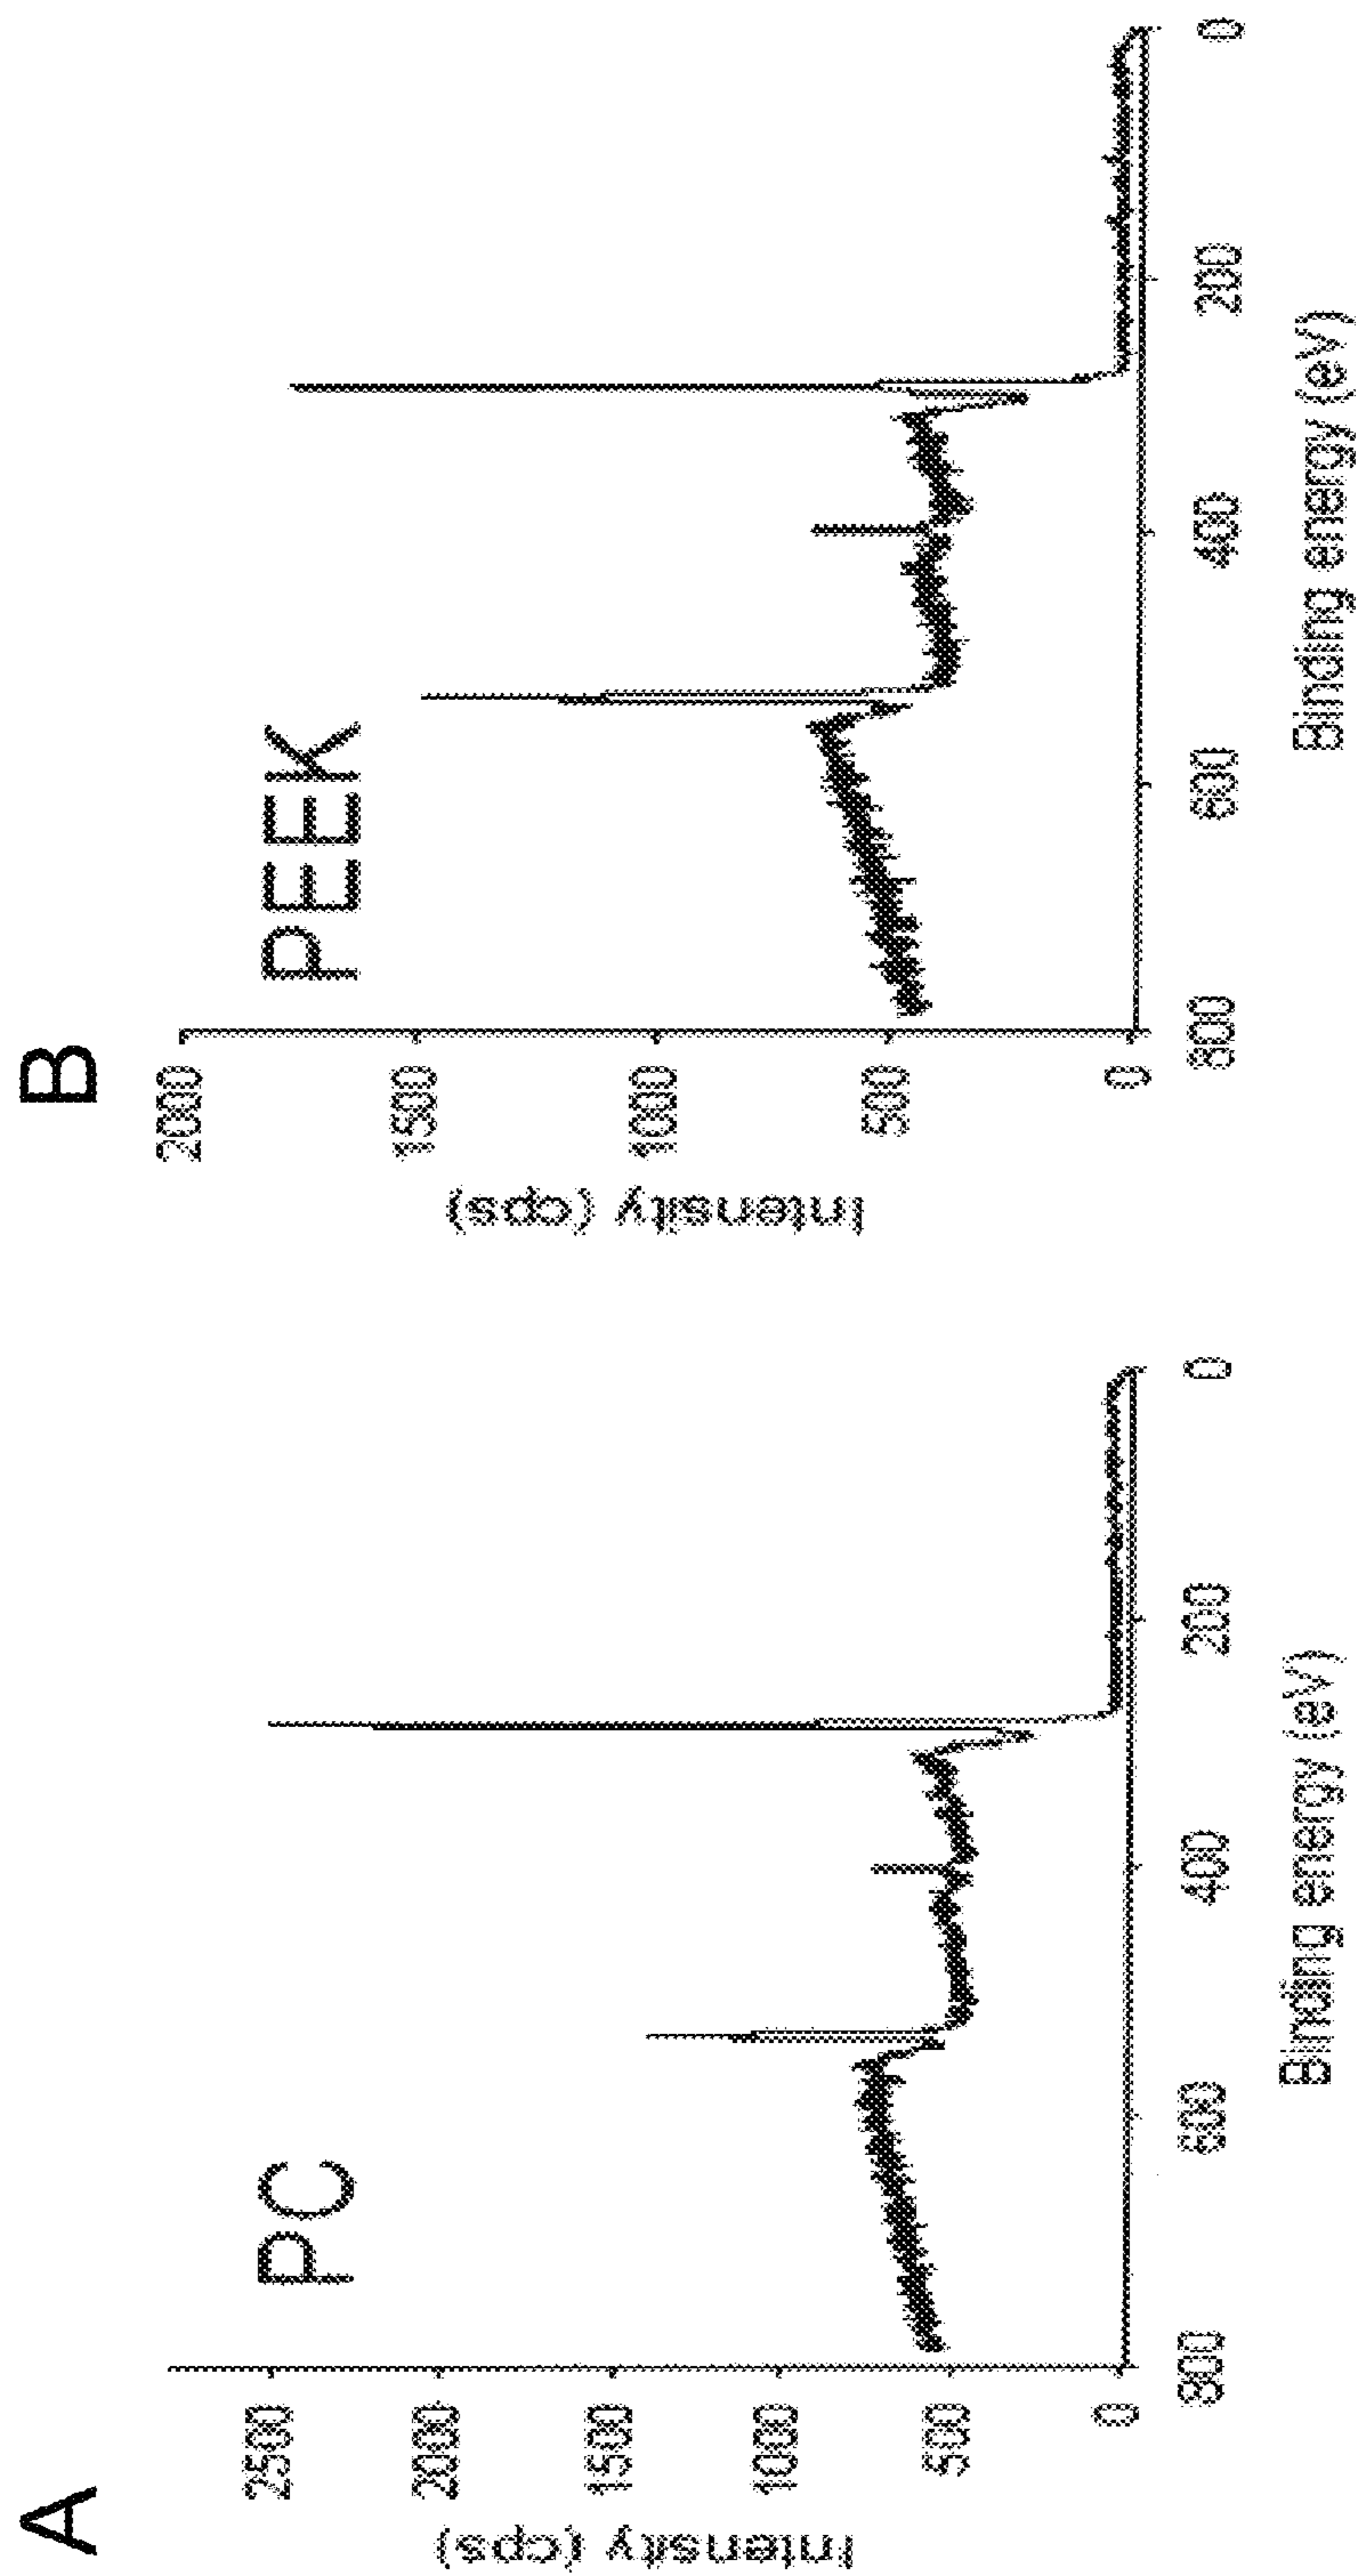 A
PC
Intensity (cps)
2500
2000
1500
1000
500
0
800
600
400
200
0
Binding energy (eV)
B
PEEK
Intensity (cps)
2000
1500
1000
500
0
800
600
400
200
0
Binding energy (eV)